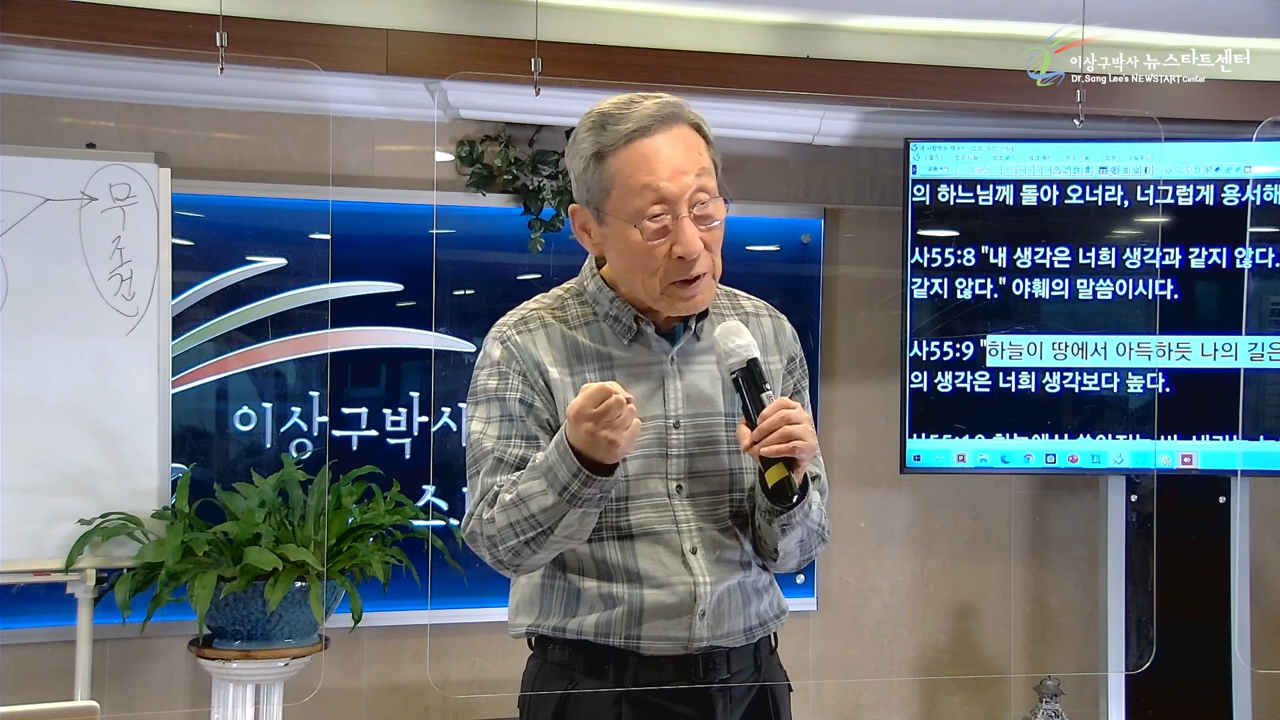 이상구박사 뉴스타트센터
Dr. Sang Lee's NEWSTART Center
무조건
이상구박사
스
의 하느님께 돌아 오너라, 너그럽게 용서해
사55:8 "내 생각은 너희 생각과 같지 않다.
같지 않다." 야훼의 말씀이시다.
사55:9 "하늘이 땅에서 아득하듯 나의 길은
의 생각은 너희 생각보다 높다.